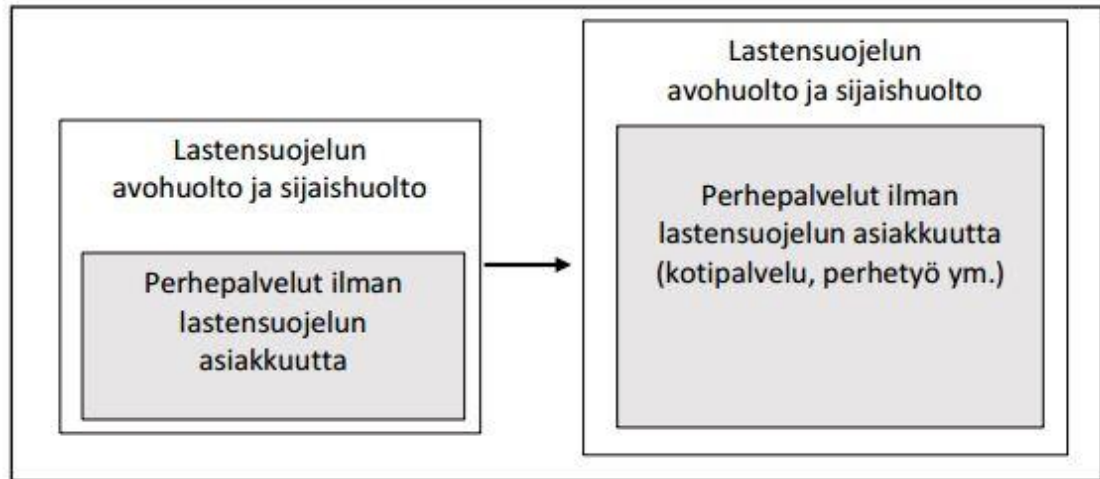 Lastensuojelun
avohuolto ja sijaishuolto
Perhepalvelut ilman
lastensuojelun
asiakkuutta
Lastensuojelun
avohuolto ja sijaishuolto
Perhepalvelut ilman
lastensuojelun asiakkuutta
(kotipalvelu, perhetyö ym.)